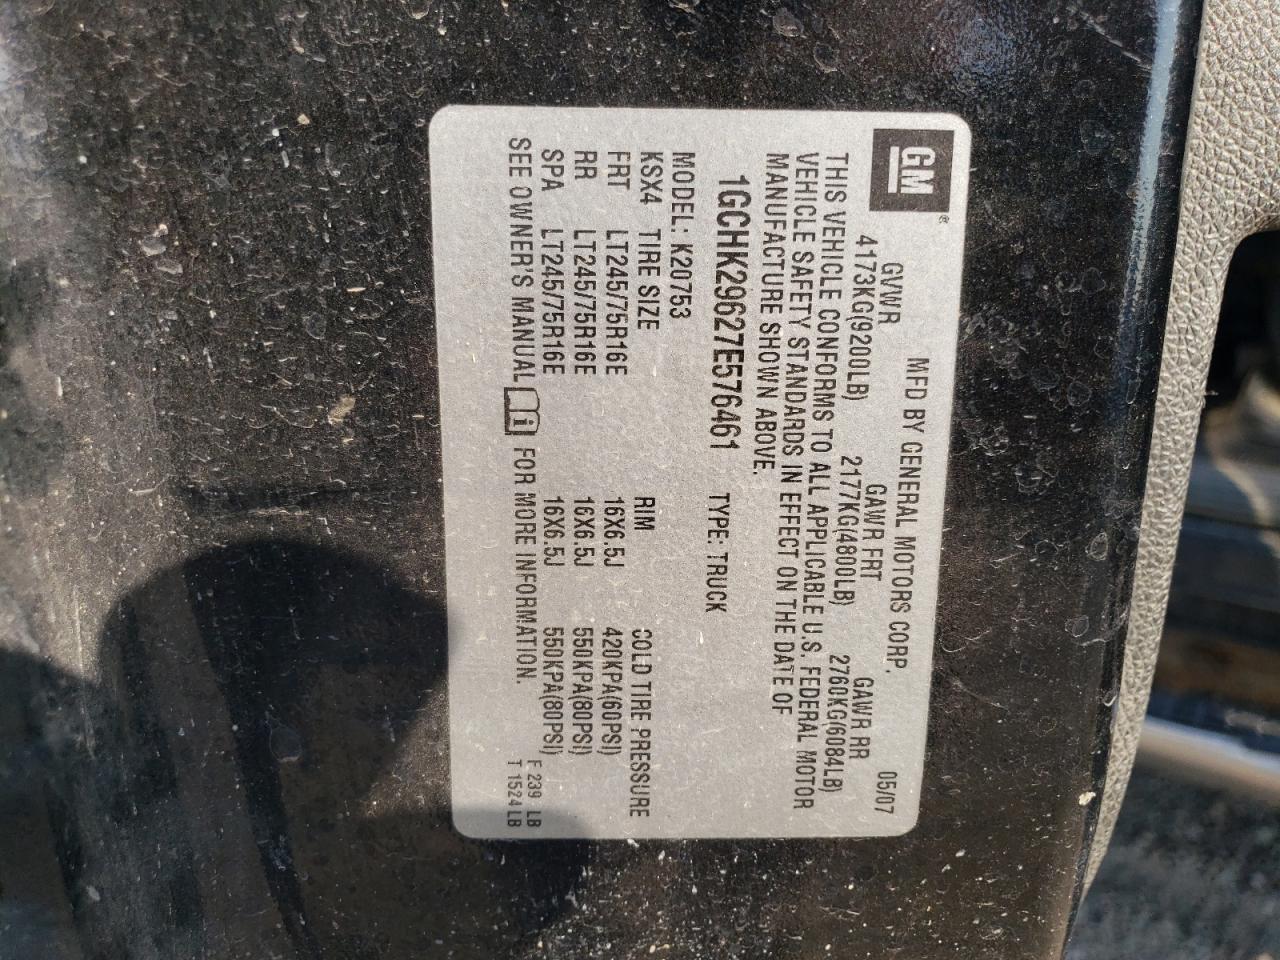 GM®
MFD BY GENERAL MOTORS CORP. 05/07
GVWR GAWR FRT GAWR RR
4173KG(9200LB) 2177KG(4800LB) 2760KG(6084LB)
THIS VEHICLE CONFORMS TO ALL APPLICABLE U.S. FEDERAL MOTOR
VEHICLE SAFETY STANDARDS IN EFFECT ON THE DATE OF
MANUFACTURE SHOWN ABOVE.
1GCHK29627E576461 TYPE: TRUCK
MODEL: K20753
KSX4 TIRE SIZE RIM COLD TIRE PRESSURE
FRT LT245/75R16E 16X6.5J 420KPA(60PSI)
RR LT245/75R16E 16X6.5J 550KPA(80PSI)
SPA LT245/75R16E 16X6.5J 550KPA(80PSI)
SEE OWNER'S MANUAL i FOR MORE INFORMATION.
F 239 LB
T 1524 LB